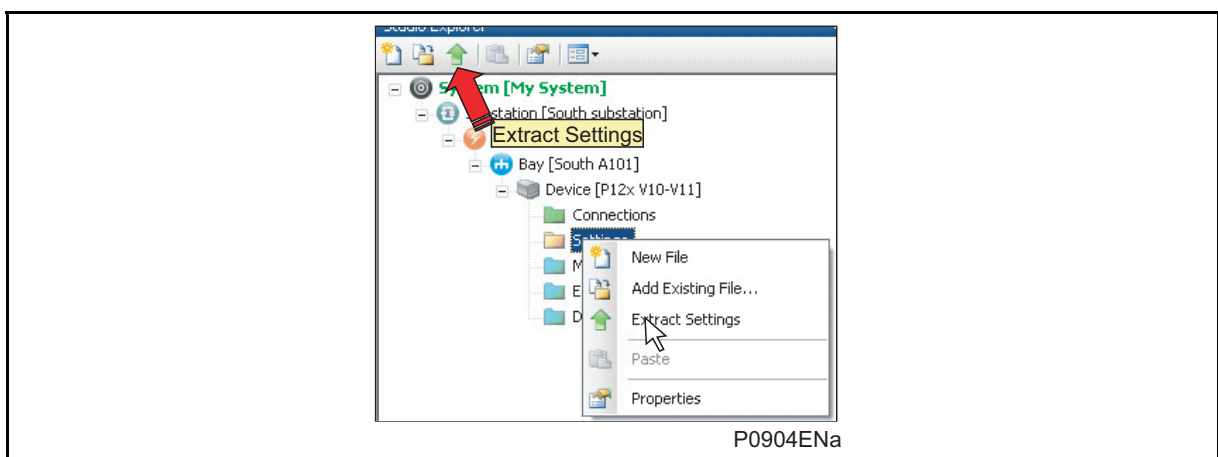 Studio Explorer
System [My System]
station [South substation]
Extract Settings
Bay [South A101]
Device [P12x V10-V11]
Connections
Settings
New File
M
Add Existing File...
E
Extract Settings
D
Paste
Properties
P0904ENa